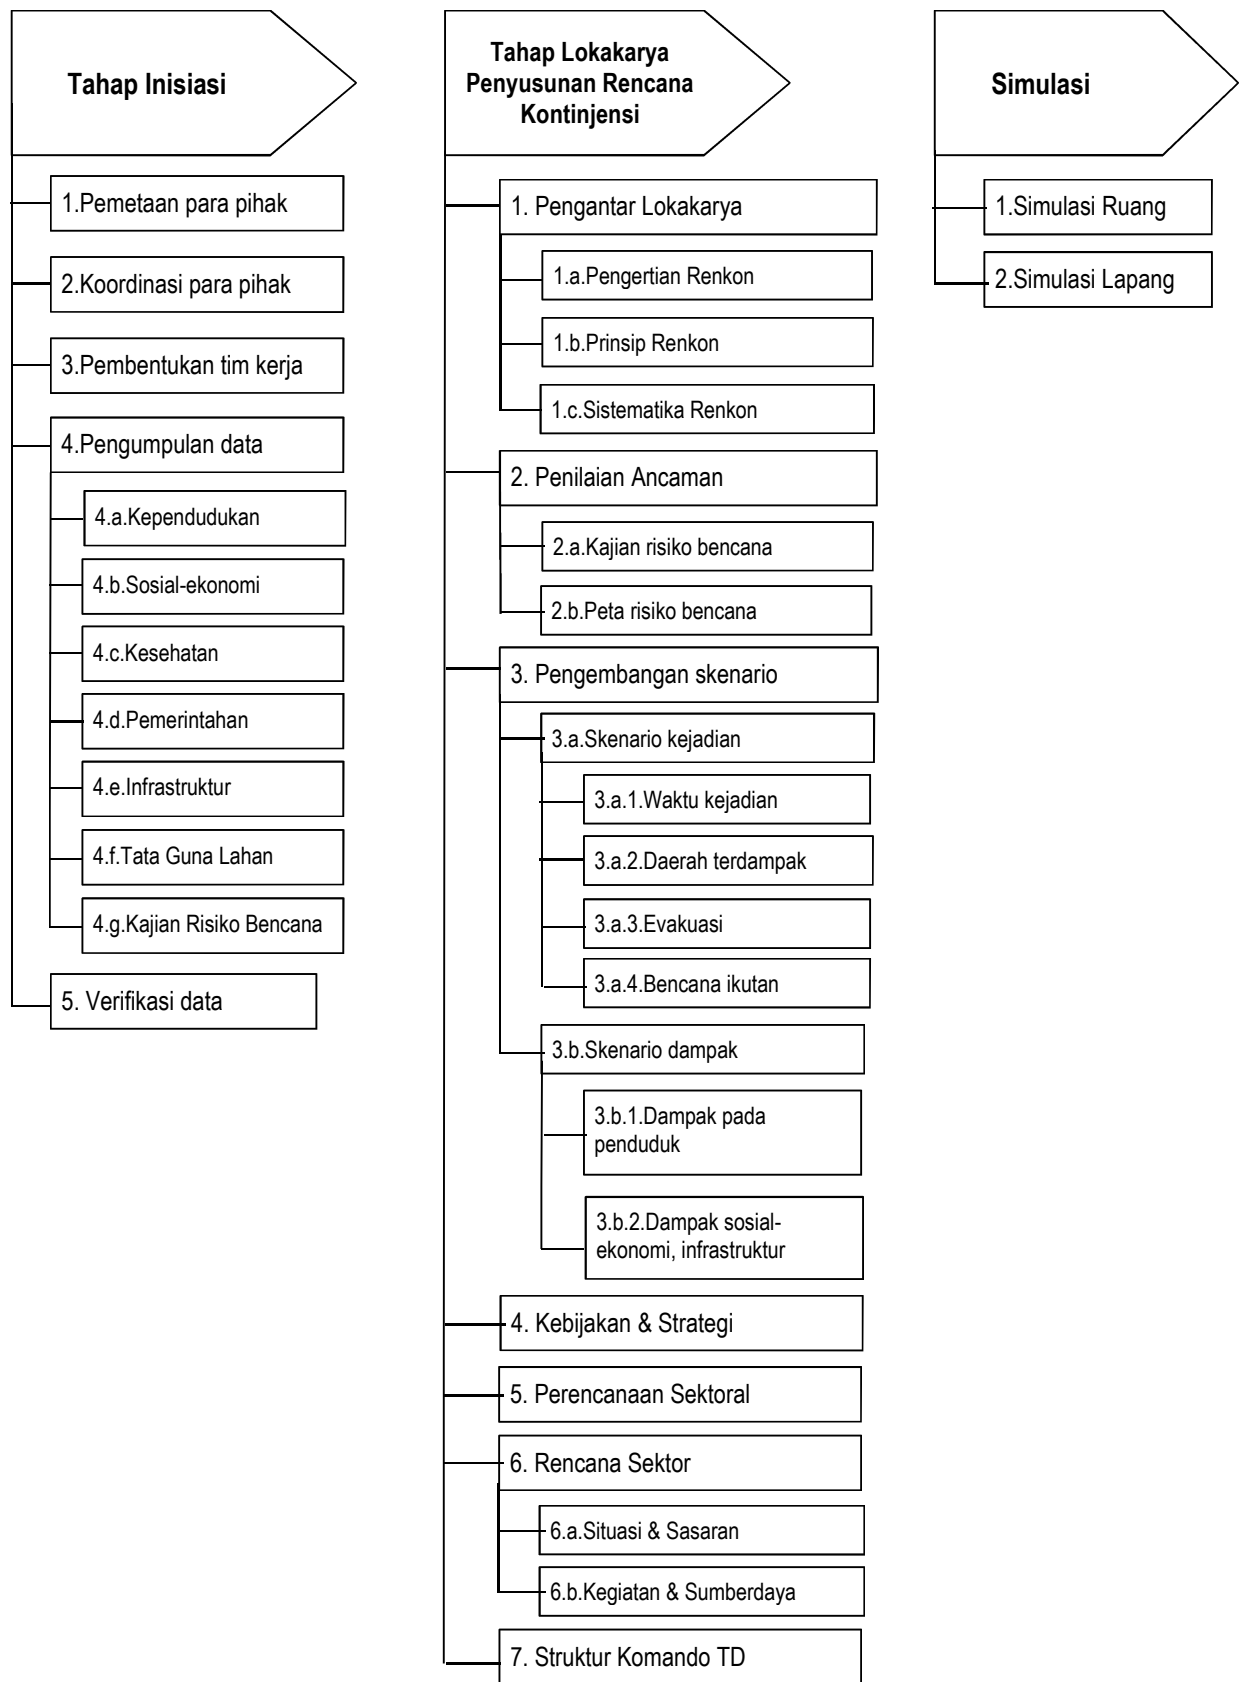 Tahap Inisiasi
1.Pemetaan para pihak
2.Koordinasi para pihak
3.Pembentukan tim kerja
4.Pengumpulan data
4.a.Kependudukan
4.b.Sosial-ekonomi
4.c.Kesehatan
4.d.Pemerintahan
4.e.Infrastruktur
4.f.Tata Guna Lahan
4.g.Kajian Risiko Bencana
5. Verifikasi data
Tahap Lokakarya
Penyusunan Rencana
Kontinjensi
1. Pengantar Lokakarya
1.a.Pengertian Renkon
1.b.Prinsip Renkon
1.c.Sistematika Renkon
2. Penilaian Ancaman
2.a.Kajian risiko bencana
2.b.Peta risiko bencana
3. Pengembangan skenario
3.a.Skenario kejadian
3.a.1.Waktu kejadian
3.a.2.Daerah terdampak
3.a.3.Evakuasi
3.a.4.Bencana ikutan
3.b.Skenario dampak
3.b.1.Dampak pada
penduduk
3.b.2.Dampak sosial-
ekonomi, infrastruktur
4. Kebijakan & Strategi
5. Perencanaan Sektoral
6. Rencana Sektor
6.a.Situasi & Sasaran
6.b.Kegiatan & Sumberdaya
7. Struktur Komando TD
Simulasi
1.Simulasi Ruang
2.Simulasi Lapang